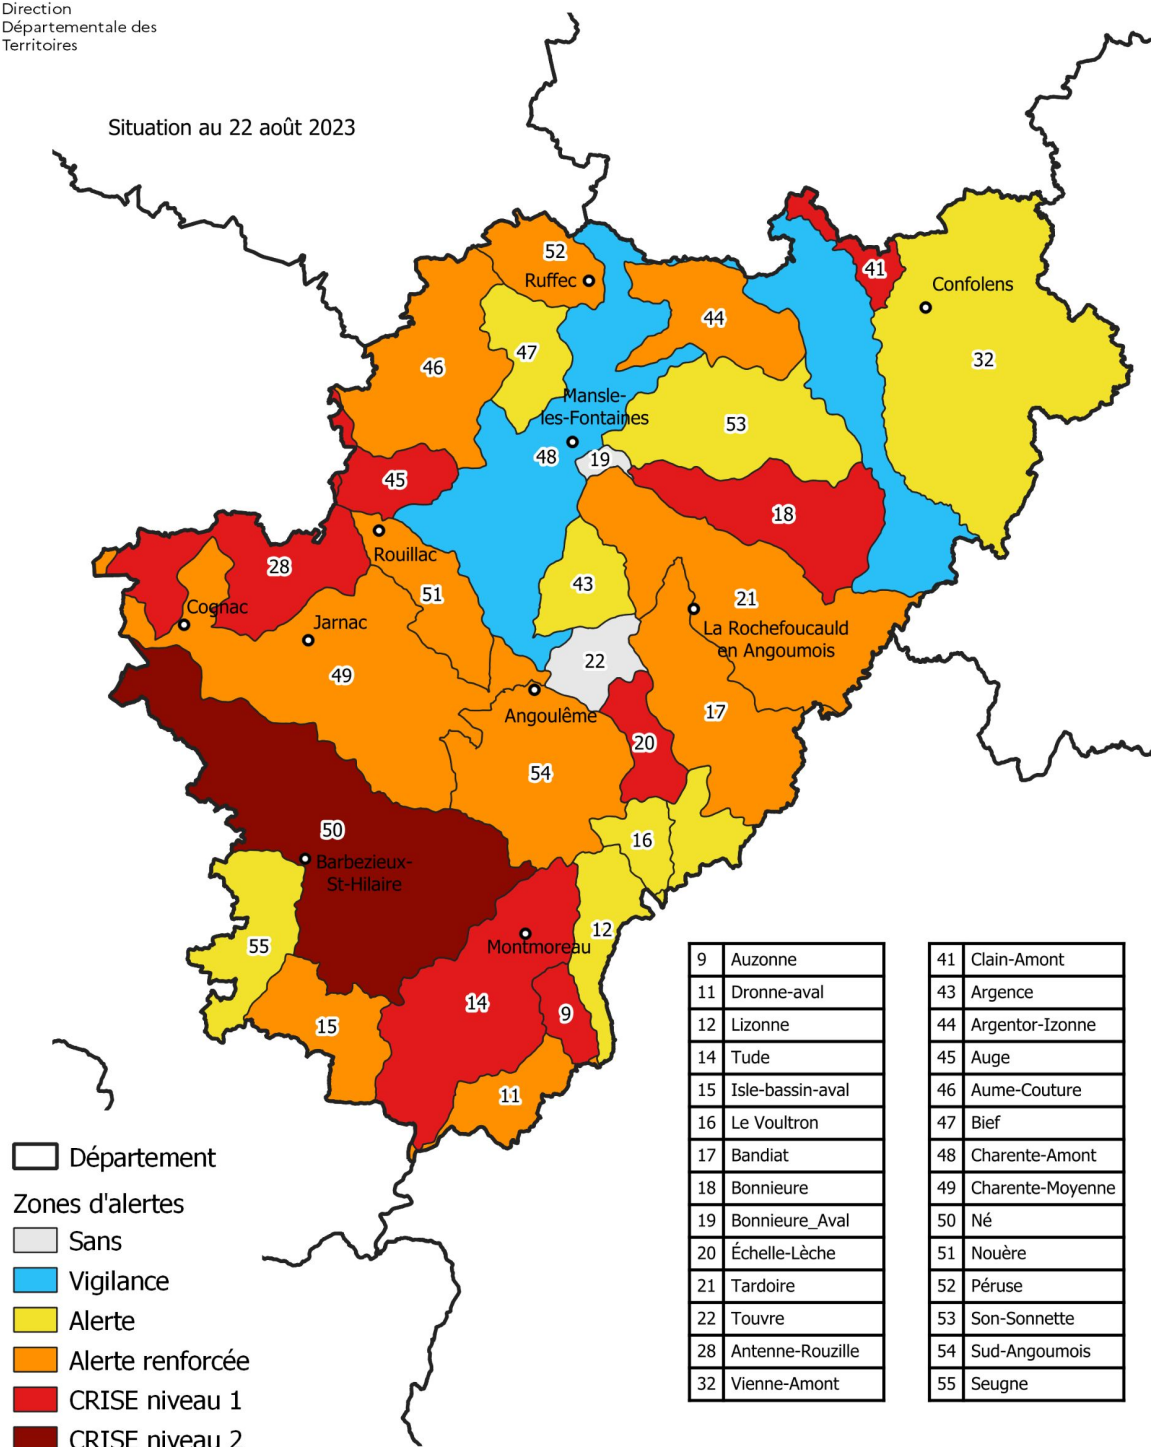 Direction
Départementale des
Territoires
Situation au 22 août 2023
52
Ruffec
41
Confolens
44
47
46
32
Mansle-
les-Fontaines
53
48
19
45
18
Rouillac
28
43
51
21
Cognac
Jarnac
La Rochefoucauld
en Angoumois
22
49
Angoulême
17
20
54
50
16
Barbezieux-
St-Hilaire
12
55
Montmoreau
14
9
15
11
9 Auzonne
11 Dronne-aval
12 Lizonne
14 Tude
15 Isle-bassin-aval
16 Le Voultron
17 Bandiat
18 Bonnieure
19 Bonnieure_Aval
20 Échelle-Lèche
21 Tardoire
22 Touvre
28 Antenne-Rouzille
32 Vienne-Amont
41 Clain-Amont
43 Argence
44 Argentor-Izonne
45 Auge
46 Aume-Couture
47 Bief
48 Charente-Amont
49 Charente-Moyenne
50 Né
51 Nouère
52 Péruse
53 Son-Sonnette
54 Sud-Angoumois
55 Seugne
Département
Zones d'alertes
Sans
Vigilance
Alerte
Alerte renforcée
CRISE niveau 1
CRISE niveau 2